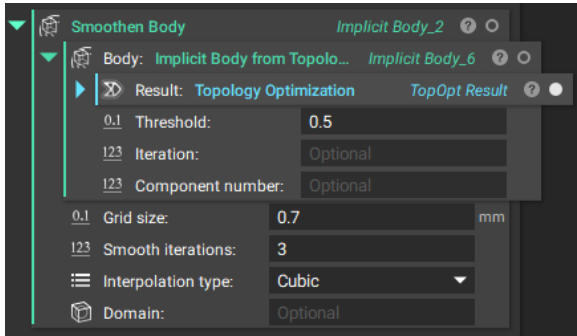 Smoothen Body Implicit Body_2 ?
Body: Implicit Body from Topolo... Implicit Body_6 ?
Result: Topology Optimization TopOpt Result ?
0.1 Threshold: 0.5
123 Iteration: Optional
123 Component number: Optional
0.1 Grid size: 0.7 mm
123 Smooth iterations: 3
Interpolation type: Cubic
Domain: Optional